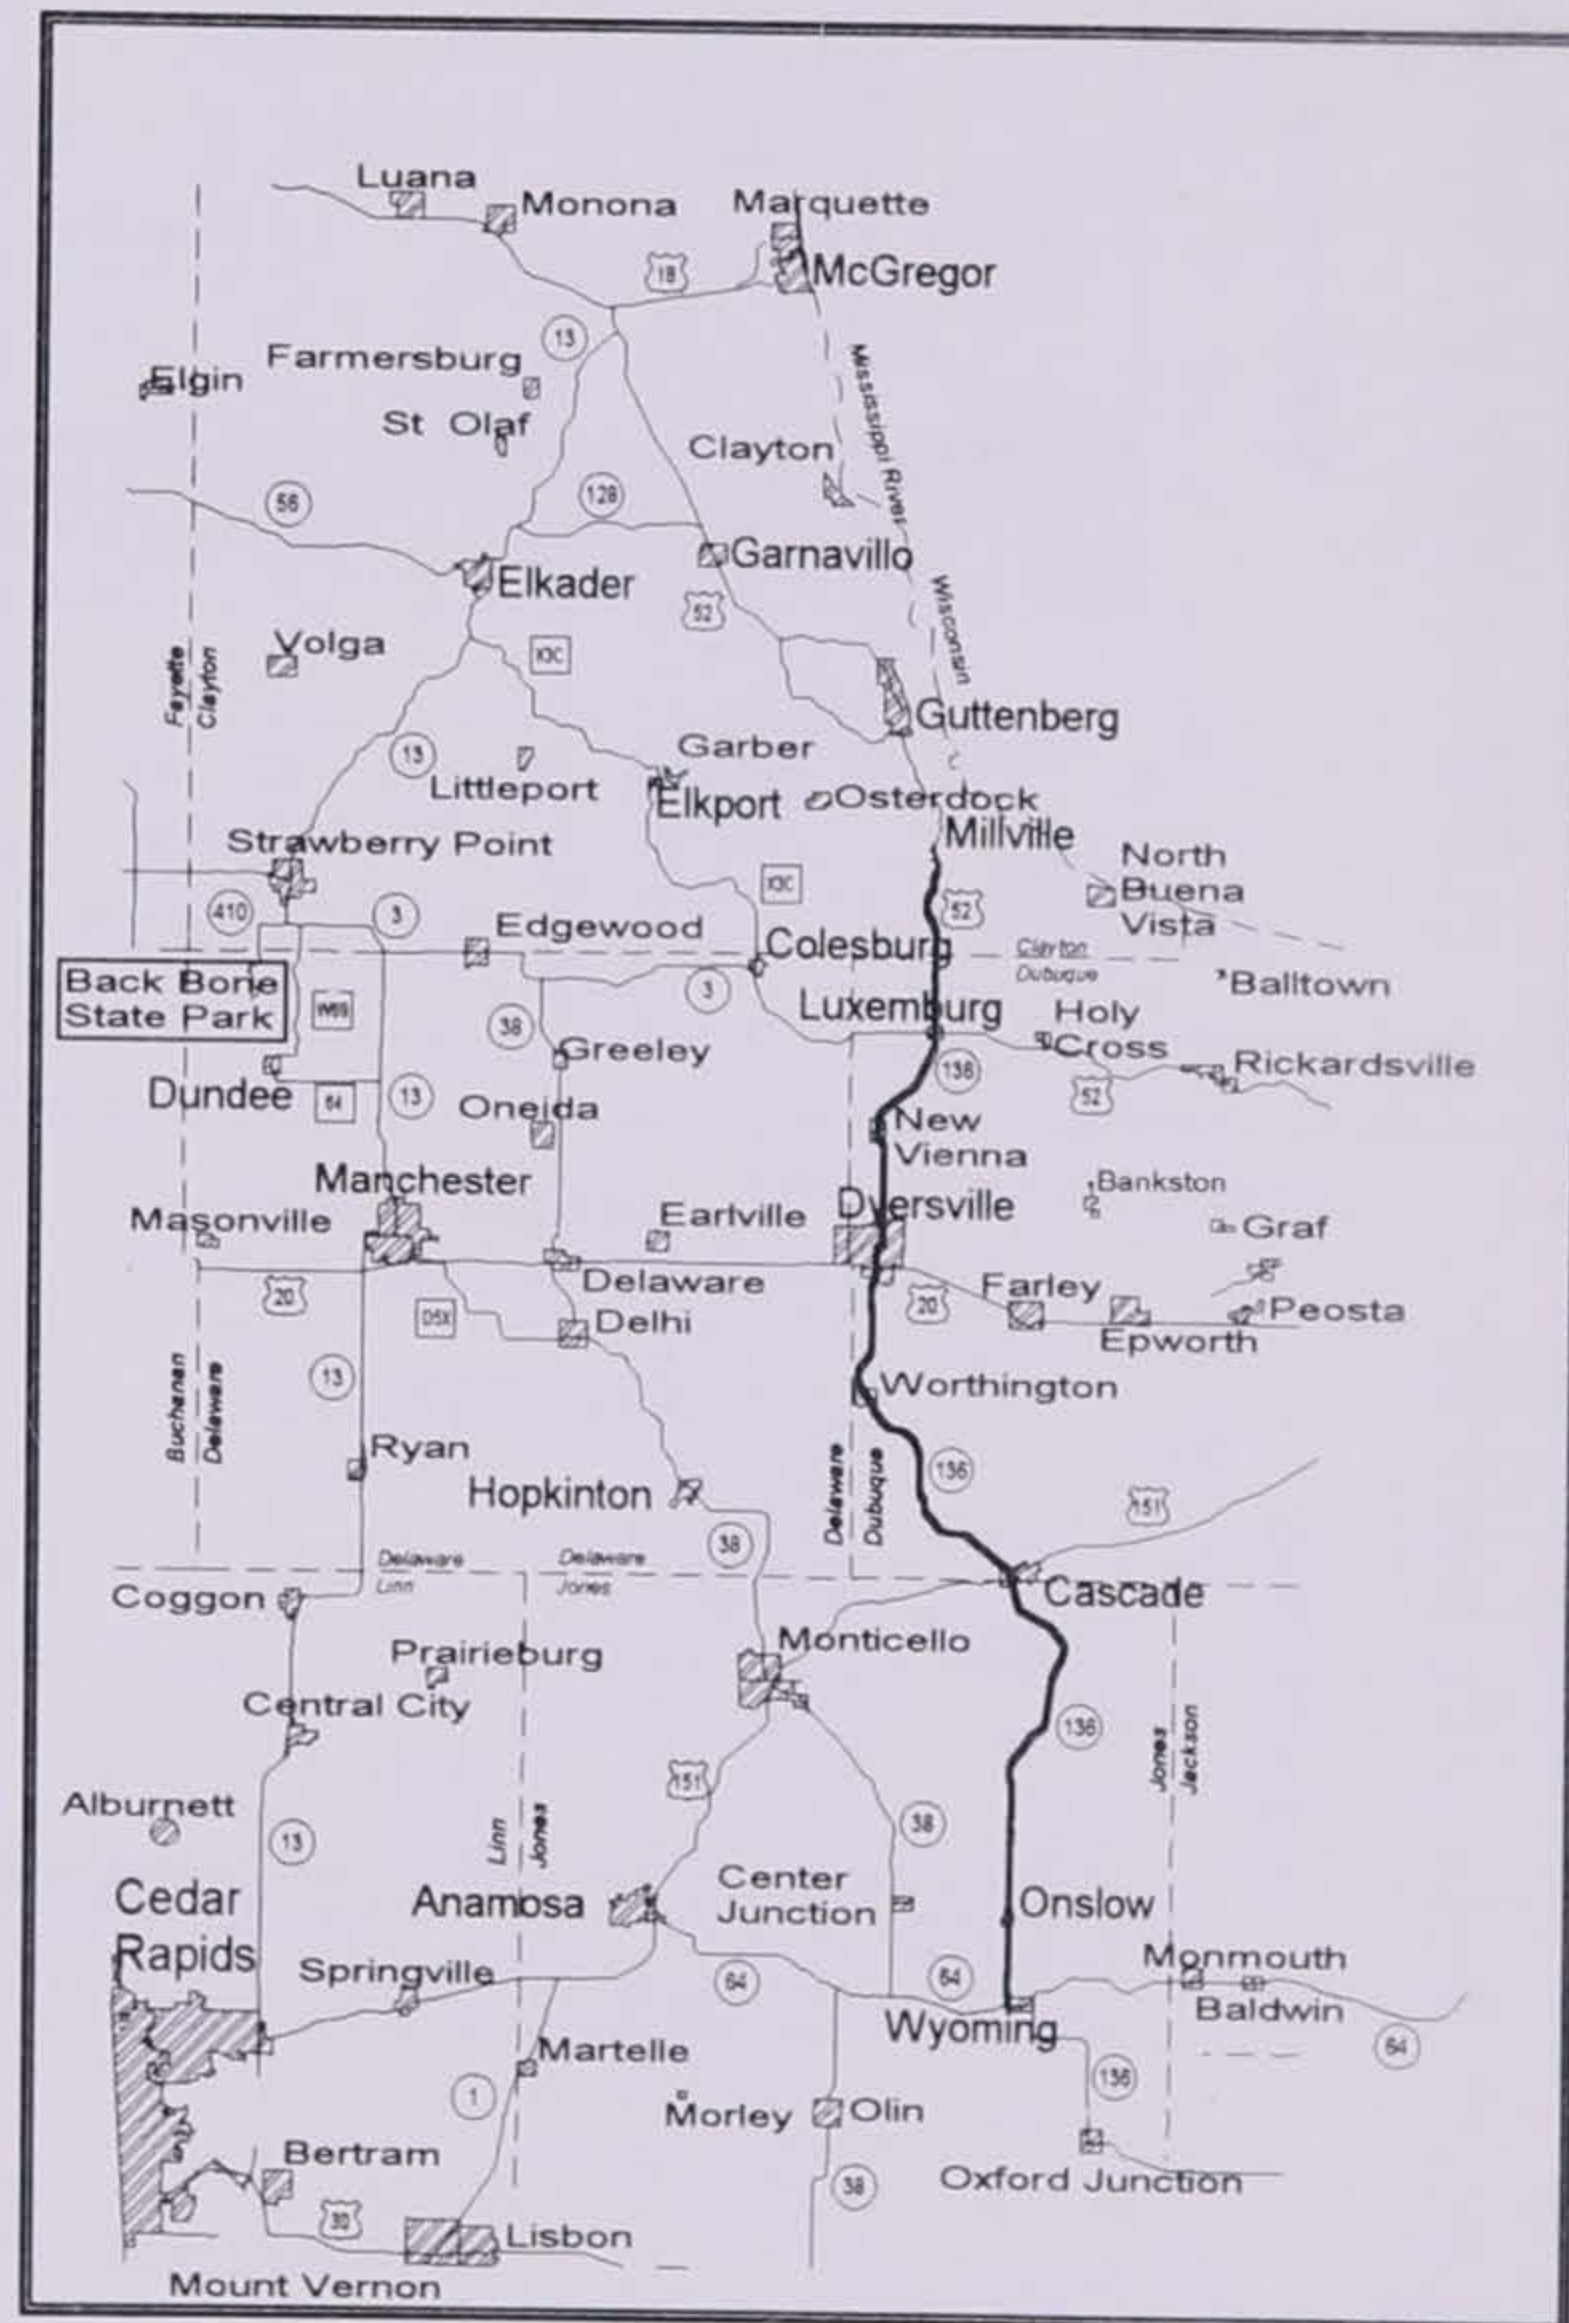 Luana
Monona
Marquette
18
McGregor
13
Farmersburg
Elgin
St Olaf
Mississippi River
Clayton
56
128
Garnavillo
Elkader
52
Wisconsin
Volga
Fayette
Clayton
Guttenberg
13
Garber
Littleport
Elkport
Osterdock
Millville
Strawberry Point
North
Buena
Vista
410
3
52
Edgewood
Colesburg
Clayton
Dubuque
Back Bone
State Park
3
Balltown
Luxemburg
Holy
Cross
38
Greeley
136
Rickardsville
Dundee
64
13
Oneida
52
New
Vienna
Manchester
Bankston
Masonville
Earlville
Dyersville
Graf
Delaware
Farley
20
D5X
Delhi
20
Peosta
Epworth
13
Worthington
Buchanan
Delaware
Ryan
Hopkinton
136
Delaware
Dubuque
151
38
Delaware
Linn
Delaware
Jones
Coggon
Cascade
Prairieburg
Monticello
Central City
136
Jones
Jackson
151
Alburnett
13
Linn
Jones
38
Cedar
Rapids
Anamosa
Center
Junction
Onslow
Springville
64
64
Monmouth
Baldwin
Wyoming
64
Martelle
1
136
Morley
Olin
Bertram
38
Oxford Junction
30
Lisbon
Mount Vernon